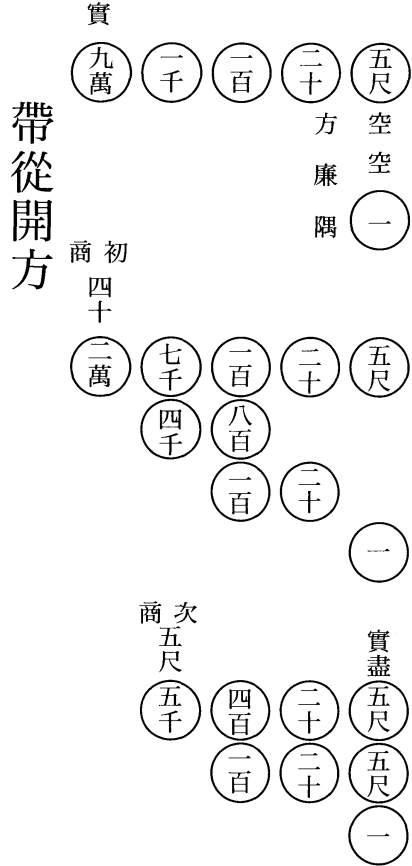 實
九萬 一千 一百 二十 五尺
空 空 一
方 廉 隅
帶從開方
初商
四十
二萬 七千 一百 二十 五尺
四千 八百
一百 二十
一
次商
五尺
實盡
五千 四百 二十 五尺
一百 二十 五尺
一